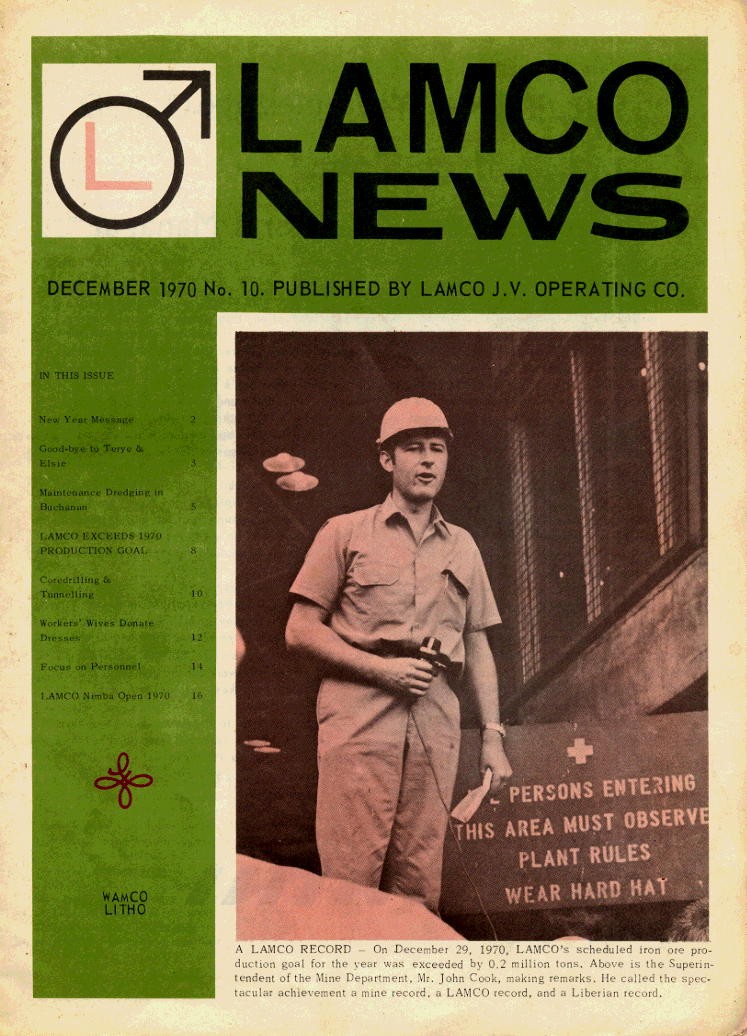 L
LAMCO
NEWS
DECEMBER 1970 No. 10. PUBLISHED BY LAMCO J.V. OPERATING CO.
IN THIS ISSUE
New Year Message 2
Good-bye to Terye &
Elsie 3
Maintenance Dredging in
Buchanan 5
LAMCO EXCEEDS 1970
PRODUCTION GOAL 8
Coredrilling &
Tunnelling 10
Workers' Wives Donate
Dresses 12
Focus on Personnel 14
LAMCO Nimba Open 1970 16
WAMCO
LITHO
PERSONS ENTERING
THIS AREA MUST OBSERVE
PLANT RULES
WEAR HARD HAT
A LAMCO RECORD – On December 29, 1970, LAMCO's scheduled iron ore pro-
duction goal for the year was exceeded by 0.2 million tons. Above is the Superin-
tendent of the Mine Department, Mr. John Cook, making remarks. He called the spec-
tacular achievement a mine record, a LAMCO record, and a Liberian record.